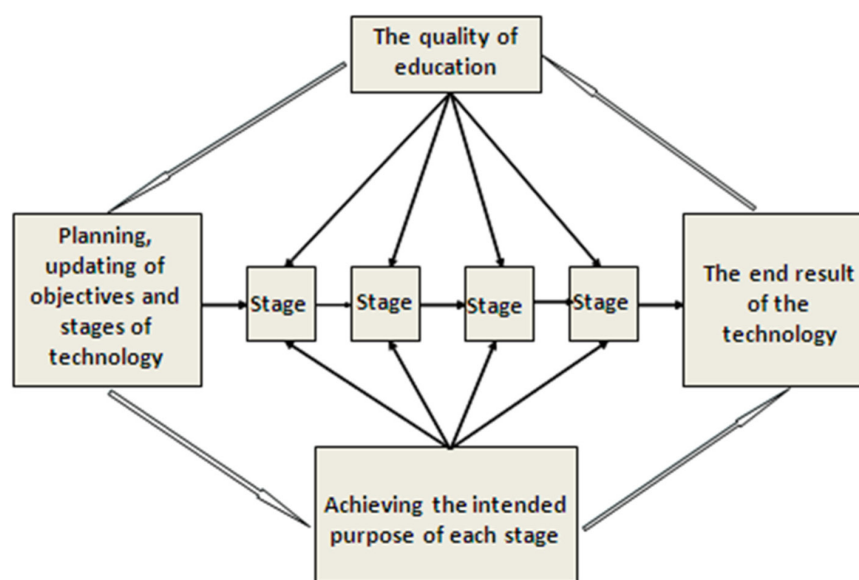 The quality of
education
Planning,
updating of
objectives and
stages of
technology
Stage
Stage
Stage
Stage
The end result
of the
technology
Achieving the intended
purpose of each stage